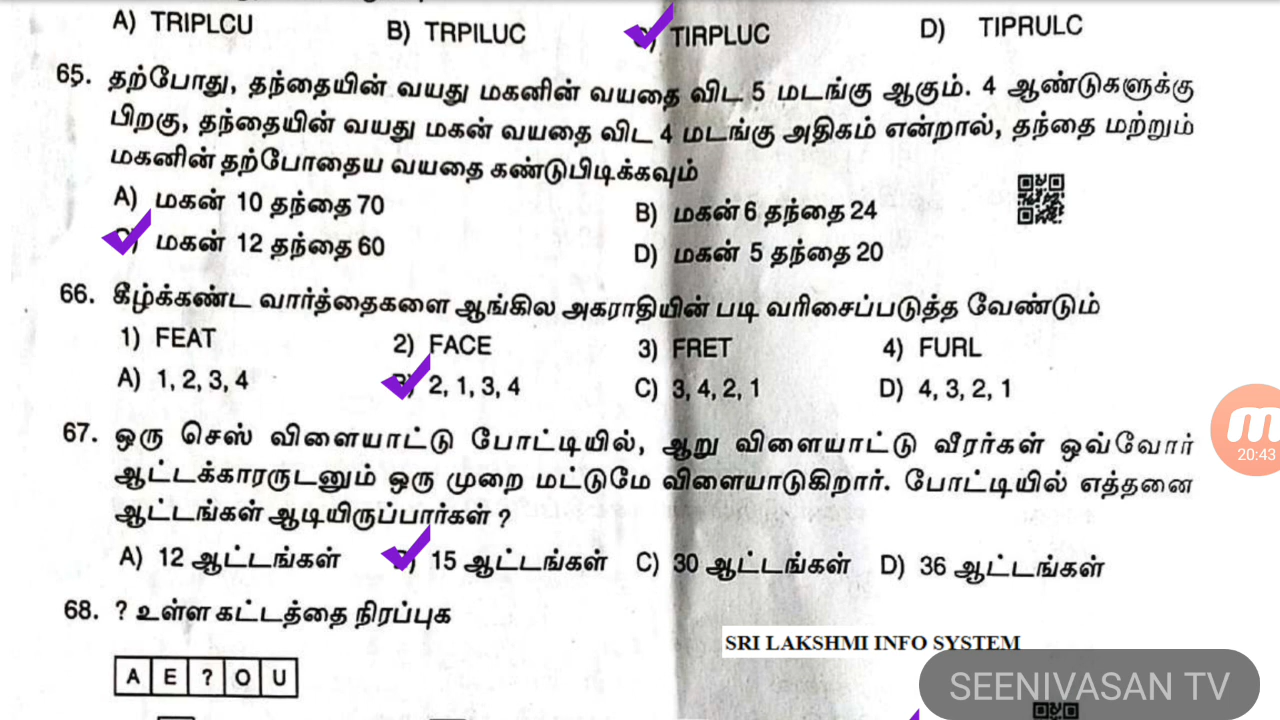 A) TRIPLCU B) TRPILUC TIRPLUC D) TIPRULC
65. தற்போது, தந்தையின் வயது மகனின் வயதை விட 5 மடங்கு ஆகும். 4 ஆண்டுகளுக்கு
பிறகு, தந்தையின் வயது மகன் வயதை விட 4 மடங்கு அதிகம் என்றால், தந்தை மற்றும்
மகனின் தற்போதைய வயதை கண்டுபிடிக்கவும்
A) மகன் 10 தந்தை 70 B) மகன் 6 தந்தை 24
மகன் 12 தந்தை 60 D) மகன் 5 தந்தை 20
66. கீழ்க்கண்ட வார்த்தைகளை ஆங்கில அகராதியின் படி வரிசைப்படுத்த வேண்டும்
1) FEAT 2) FACE 3) FRET 4) FURL
A) 1, 2, 3, 4 B) 2, 1, 3, 4 C) 3, 4, 2, 1 D) 4, 3, 2, 1
67. ஒரு செஸ் விளையாட்டு போட்டியில், ஆறு விளையாட்டு வீரர்கள் ஒவ்வோர்
ஆட்டக்காரருடனும் ஒரு முறை மட்டுமே விளையாடுகிறார். போட்டியில் எத்தனை
ஆட்டங்கள் ஆடியிருப்பார்கள் ?
A) 12 ஆட்டங்கள் 15 ஆட்டங்கள் C) 30 ஆட்டங்கள் D) 36 ஆட்டங்கள்
68. ? உள்ள கட்டத்தை நிரப்புக
SRI LAKSHMI INFO SYSTEM
A E ? O U
SEENIVASAN TV
20:43